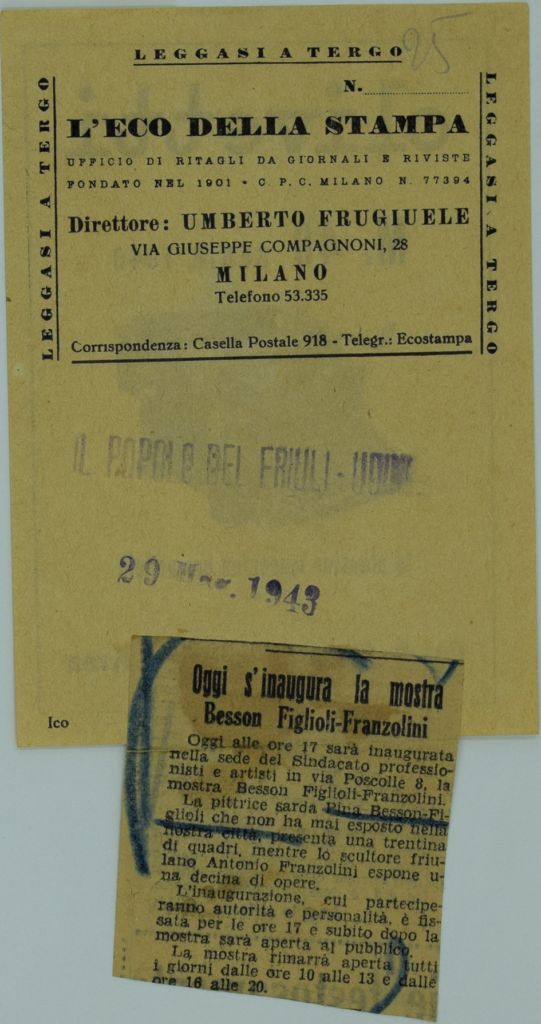 25
LEGGASI A TERGO
LEGGASI A TERGO
LEGGASI A TERGO
N.
L'ECO DELLA STAMPA
UFFICIO DI RITAGLI DA GIORNALI E RIVISTE
FONDATO NEL 1901 - C. P. C. MILANO N. 77394
Direttore: UMBERTO FRUGIUELE
VIA GIUSEPPE COMPAGNONI, 28
MILANO
Telefono 53.335
Corrispondenza: Casella Postale 918 - Telegr.: Ecostampa
IL POPOLO DEL FRIULI - UDINE
29 1943
Ico
Oggi s'inaugura la mostra
Besson Figlioli-Franzolini
Oggi alle ore 17 sarà inaugurata
nella sede del Sindacato professio-
nisti e artisti in via Poscolle 8, la
mostra Besson Figlioli-Franzolini.
La pittrice sarda Pina Besson-Fi-
glioli che non ha mai esposto nella
nostra città, presenta una trentina
di quadri, mentre lo scultore friu-
lano Antonio Franzolini espone u-
na decina di opere.
L'inaugurazione, cui partecipe-
ranno autorità e personalità, è fis-
sata per le ore 17 e subito dopo la
mostra sarà aperta al pubblico.
La mostra rimarrà aperta tutti
i giorni dalle ore 10 alle 13 e dalle
ore 16 alle 20.